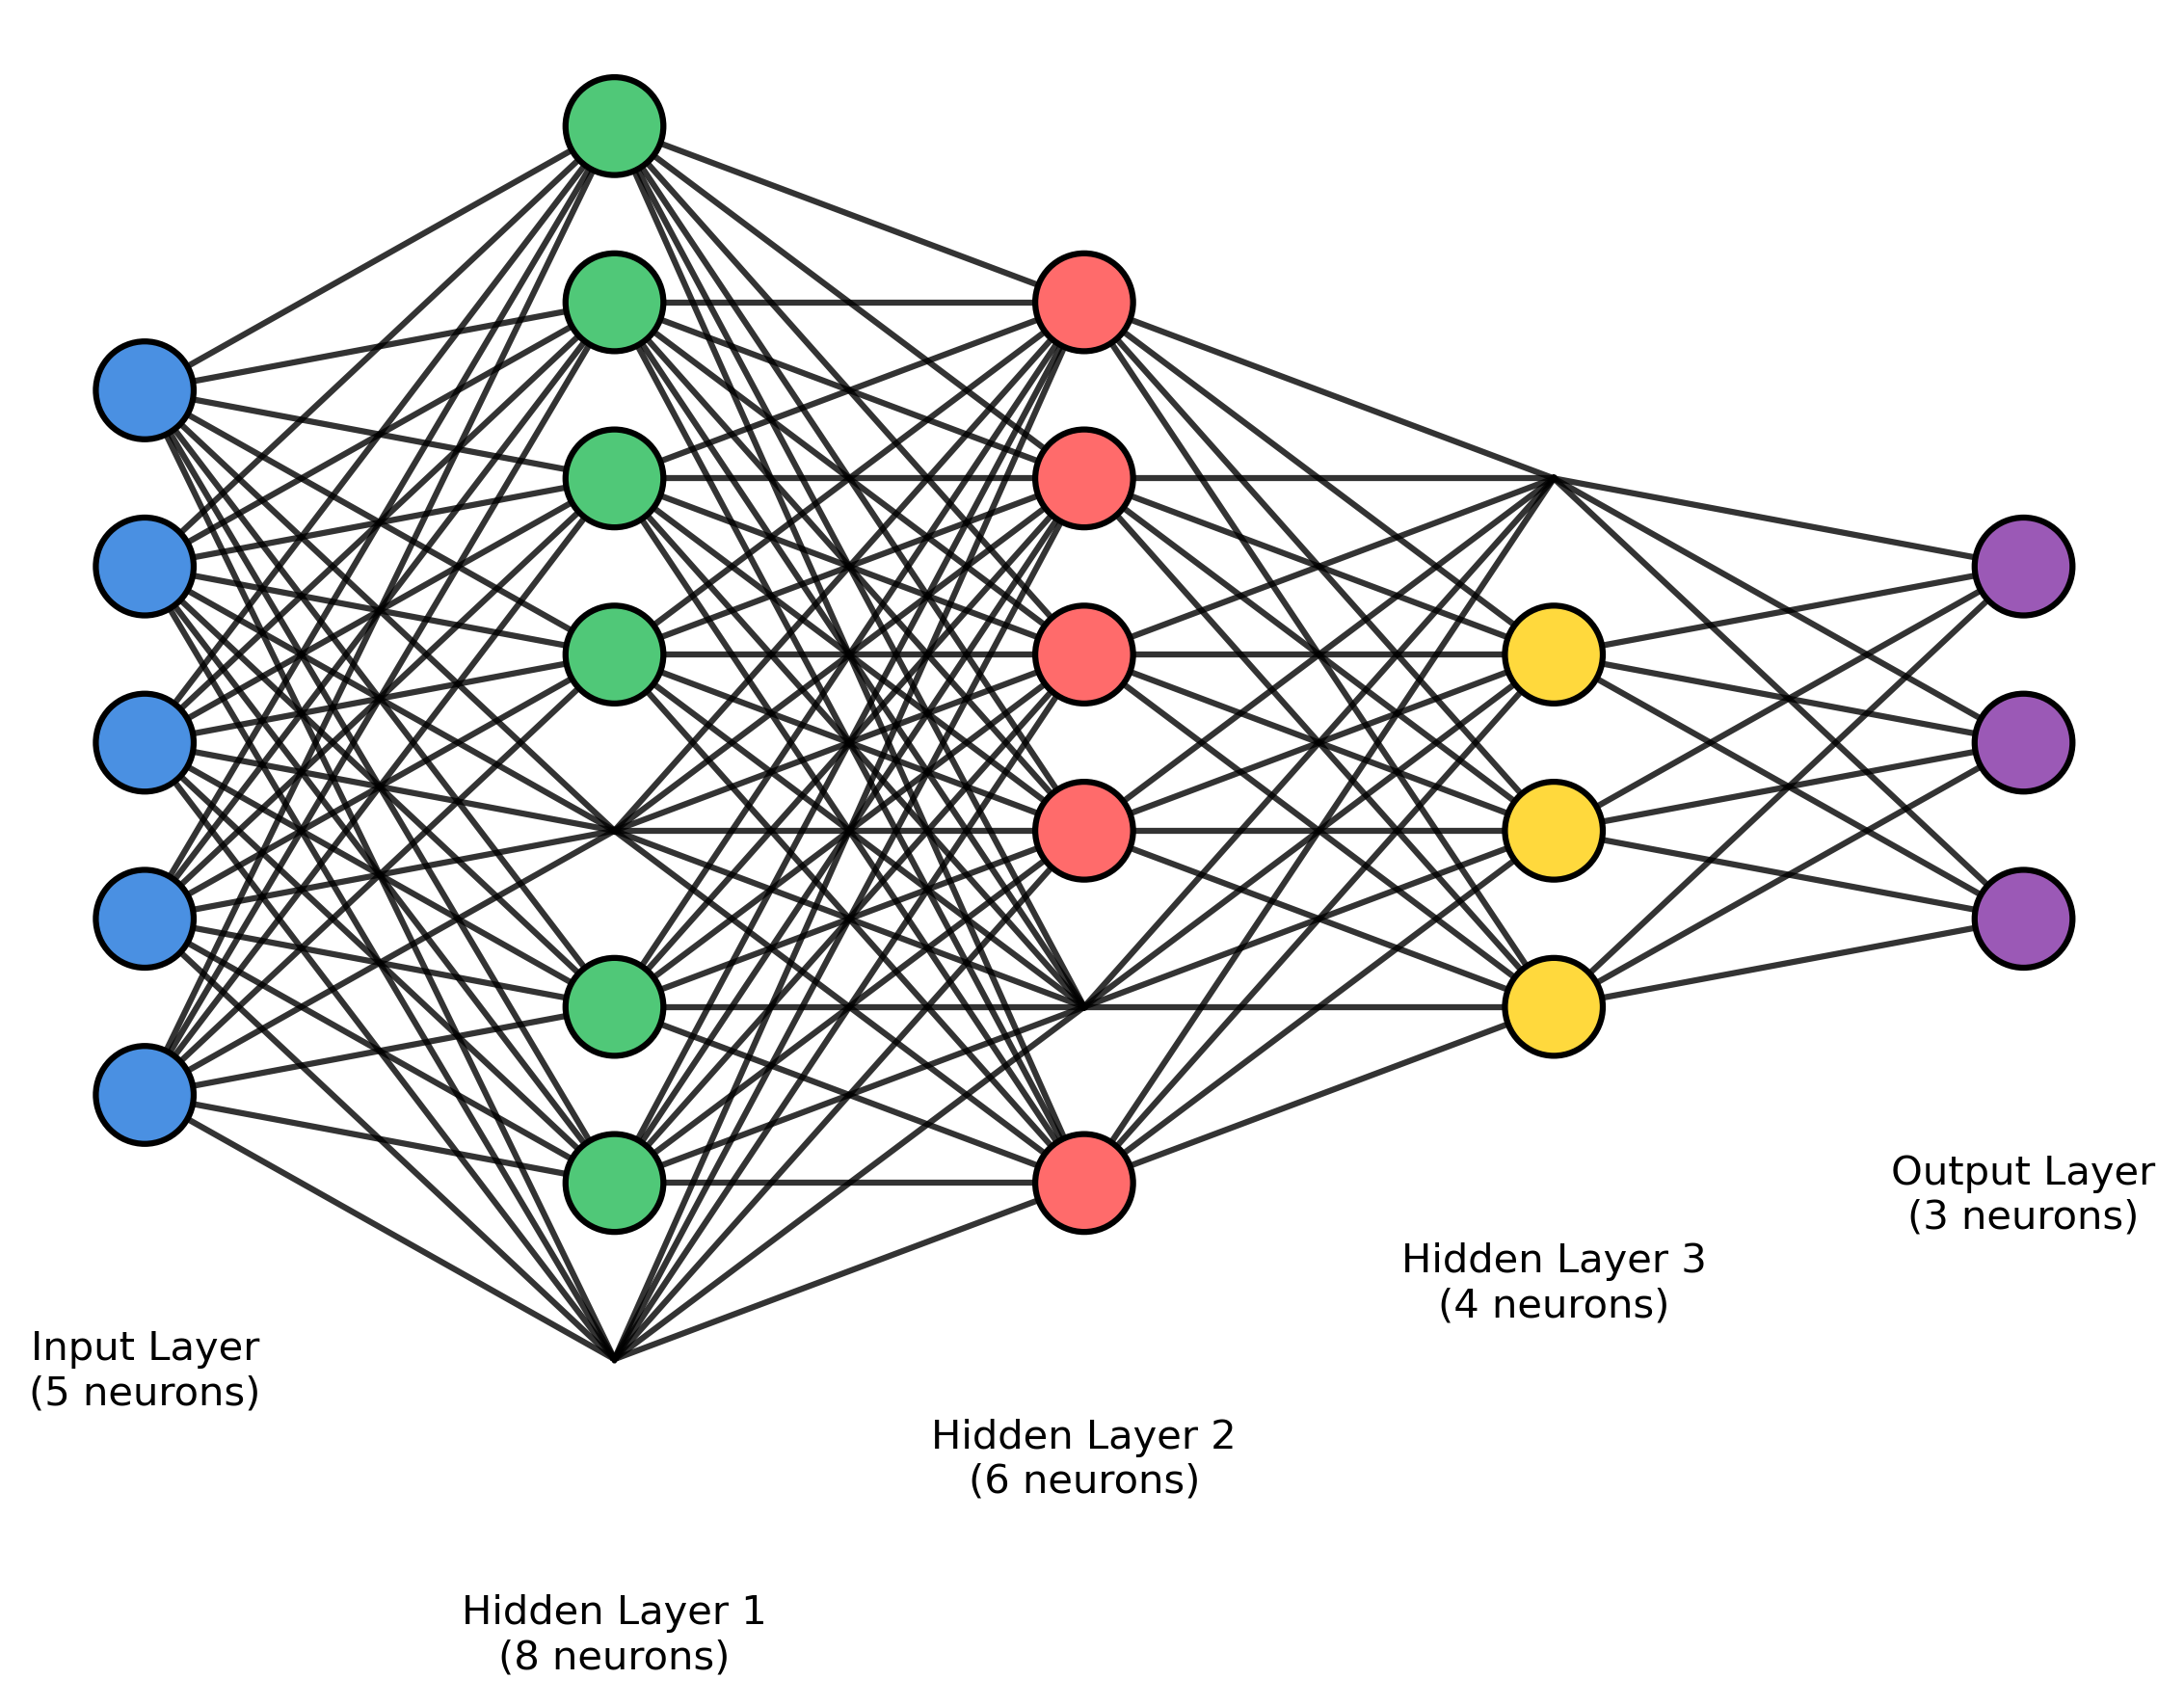 Input Layer
(5 neurons)
Hidden Layer 1
(8 neurons)
Hidden Layer 2
(6 neurons)
Hidden Layer 3
(4 neurons)
Output Layer
(3 neurons)